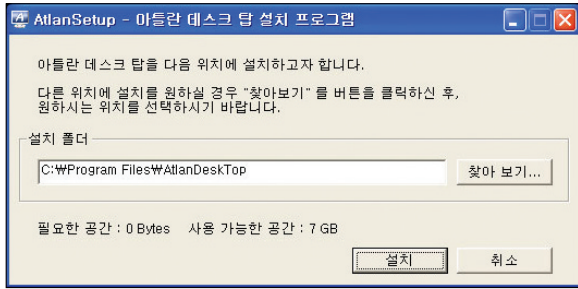 AtlanSetup - 아틀란 데스크 탑 설치 프로그램
아틀란 데스크 탑을 다음 위치에 설치하고자 합니다.
다른 위치에 설치를 원하실 경우 "찾아보기" 를 버튼을 클릭하신 후,
원하시는 위치를 선택하시기 바랍니다.
설치 폴더
C:₩Program Files₩AtlanDeskTop
찾아 보기...
필요한 공간 : 0 Bytes 사용 가능한 공간 : 7 GB
설치 취소